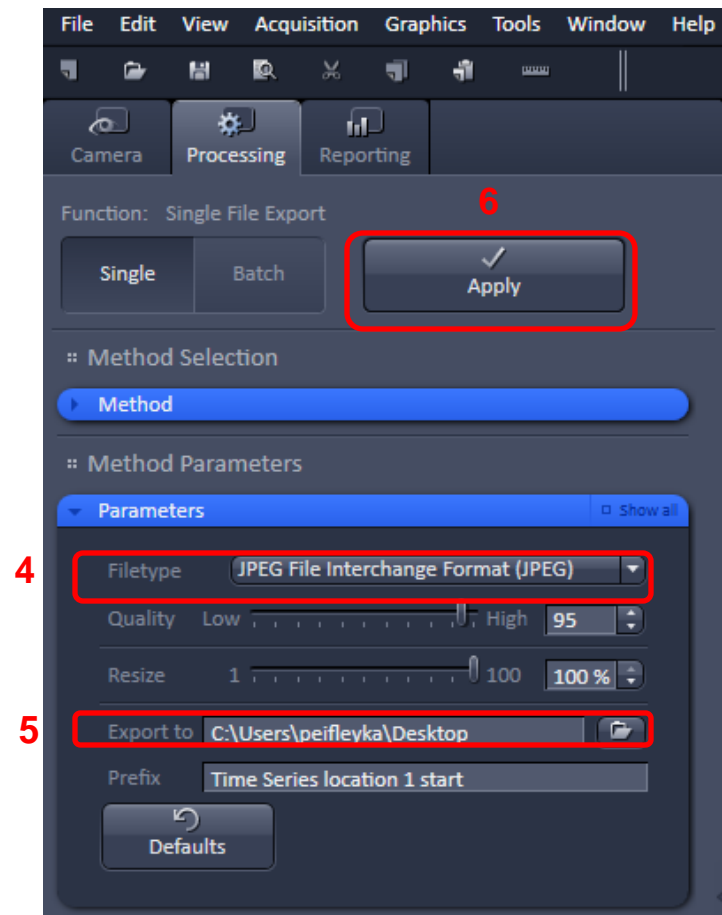 File Edit View Acquisition Graphics Tools Window Help
Camera Processing Reporting
Function: Single File Export
6
Single Batch Apply
Method Selection
Method
Method Parameters
Parameters Show all
4 Filetype JPEG File Interchange Format (JPEG)
Quality Low High 95
Resize 1 100 100 %
5 Export to C:\Users\peifleyka\Desktop
Prefix Time Series location 1 start
Defaults